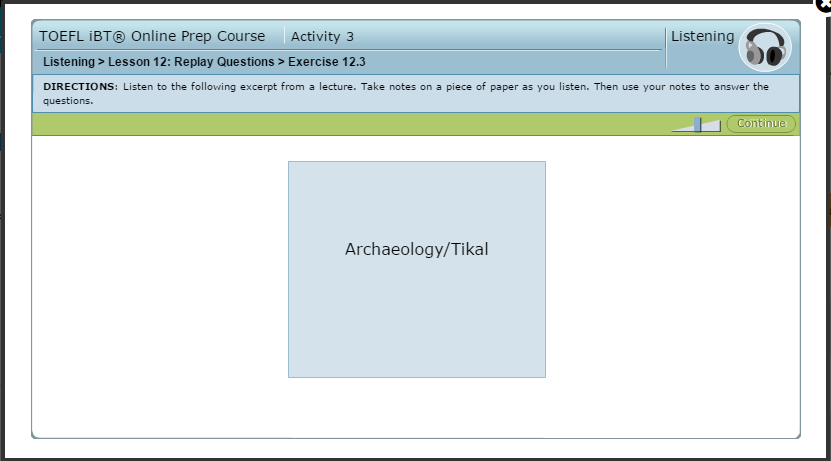 TOEFL iBT® Online Prep Course Activity 3 Listening
Listening > Lesson 12: Replay Questions > Exercise 12.3
DIRECTIONS: Listen to the following excerpt from a lecture. Take notes on a piece of paper as you listen. Then use your notes to answer the
questions.
Continue
Archaeology/Tikal